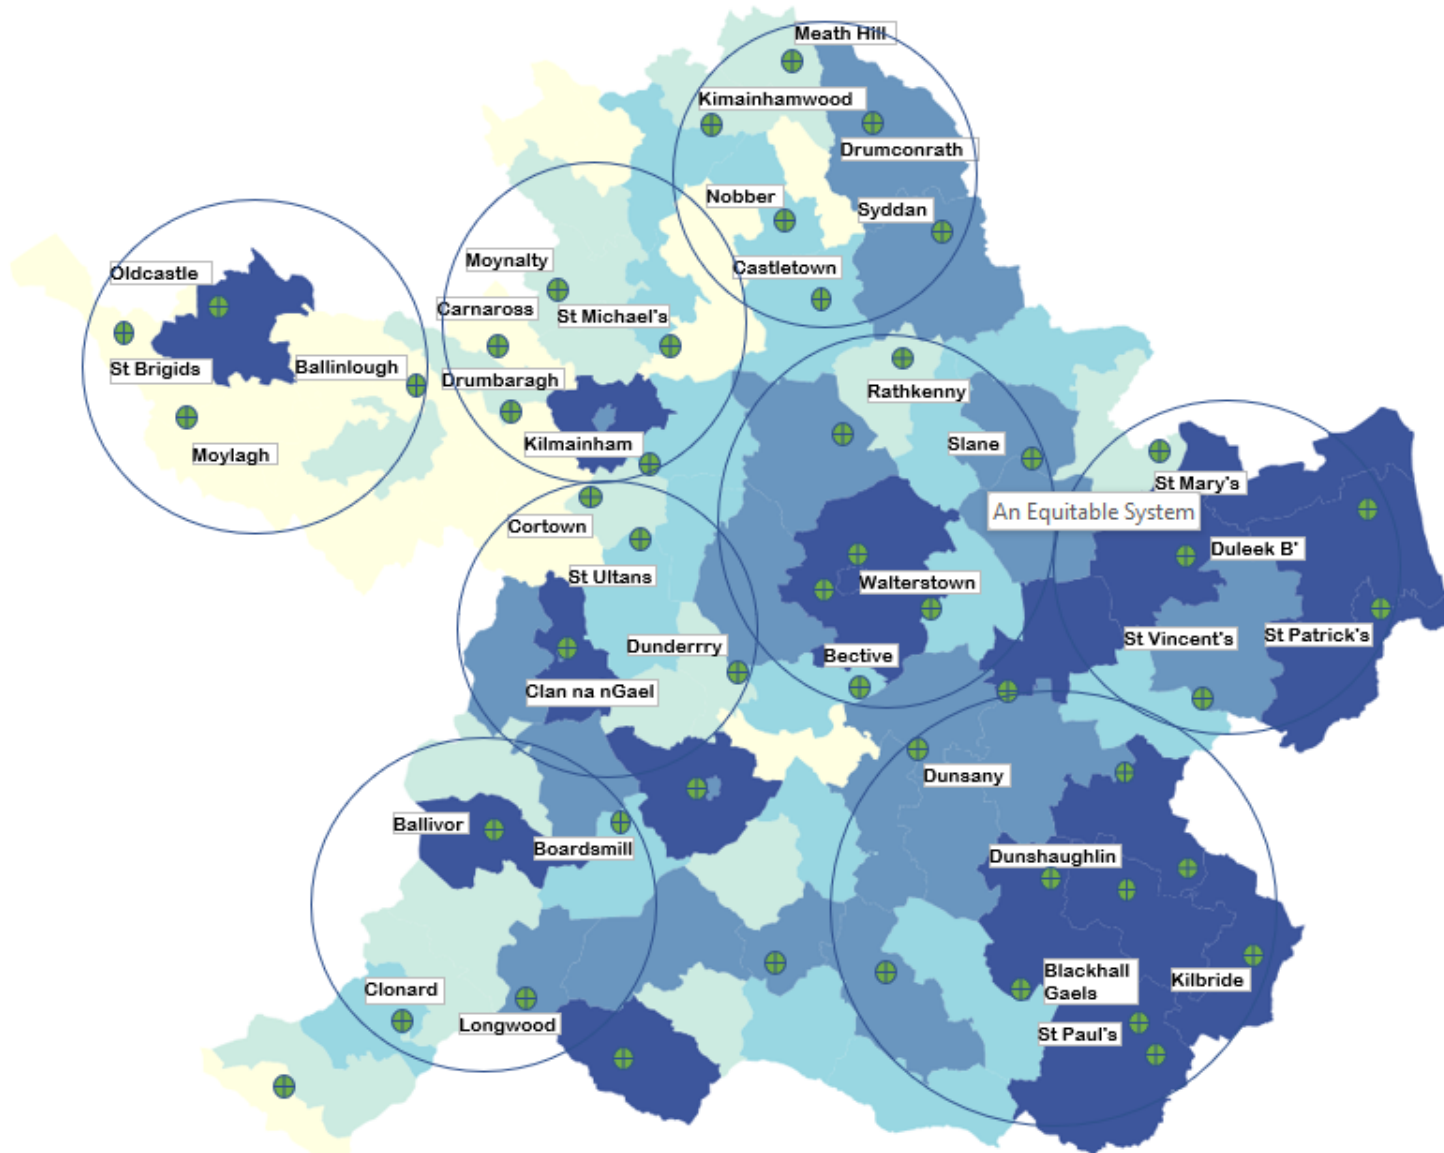 Meath Hill
Kimainhamwood
Drumconrath
Nobber
Syddan
Castletown
Moynalty
Oldcastle
Carnaross
St Michael's
St Brigids
Ballinlough
Drumbaragh
Rathkenny
Moylagh
Kilmainham
Slane
St Mary's
An Equitable System
Cortown
Duleek B'
St Ultans
Walterstown
St Vincent's
St Patrick's
Dunderrry
Bective
Clan na nGael
Dunsany
Ballivor
Boardsmill
Dunshaughlin
Blackhall
Gaels
Kilbride
Clonard
Longwood
St Paul's